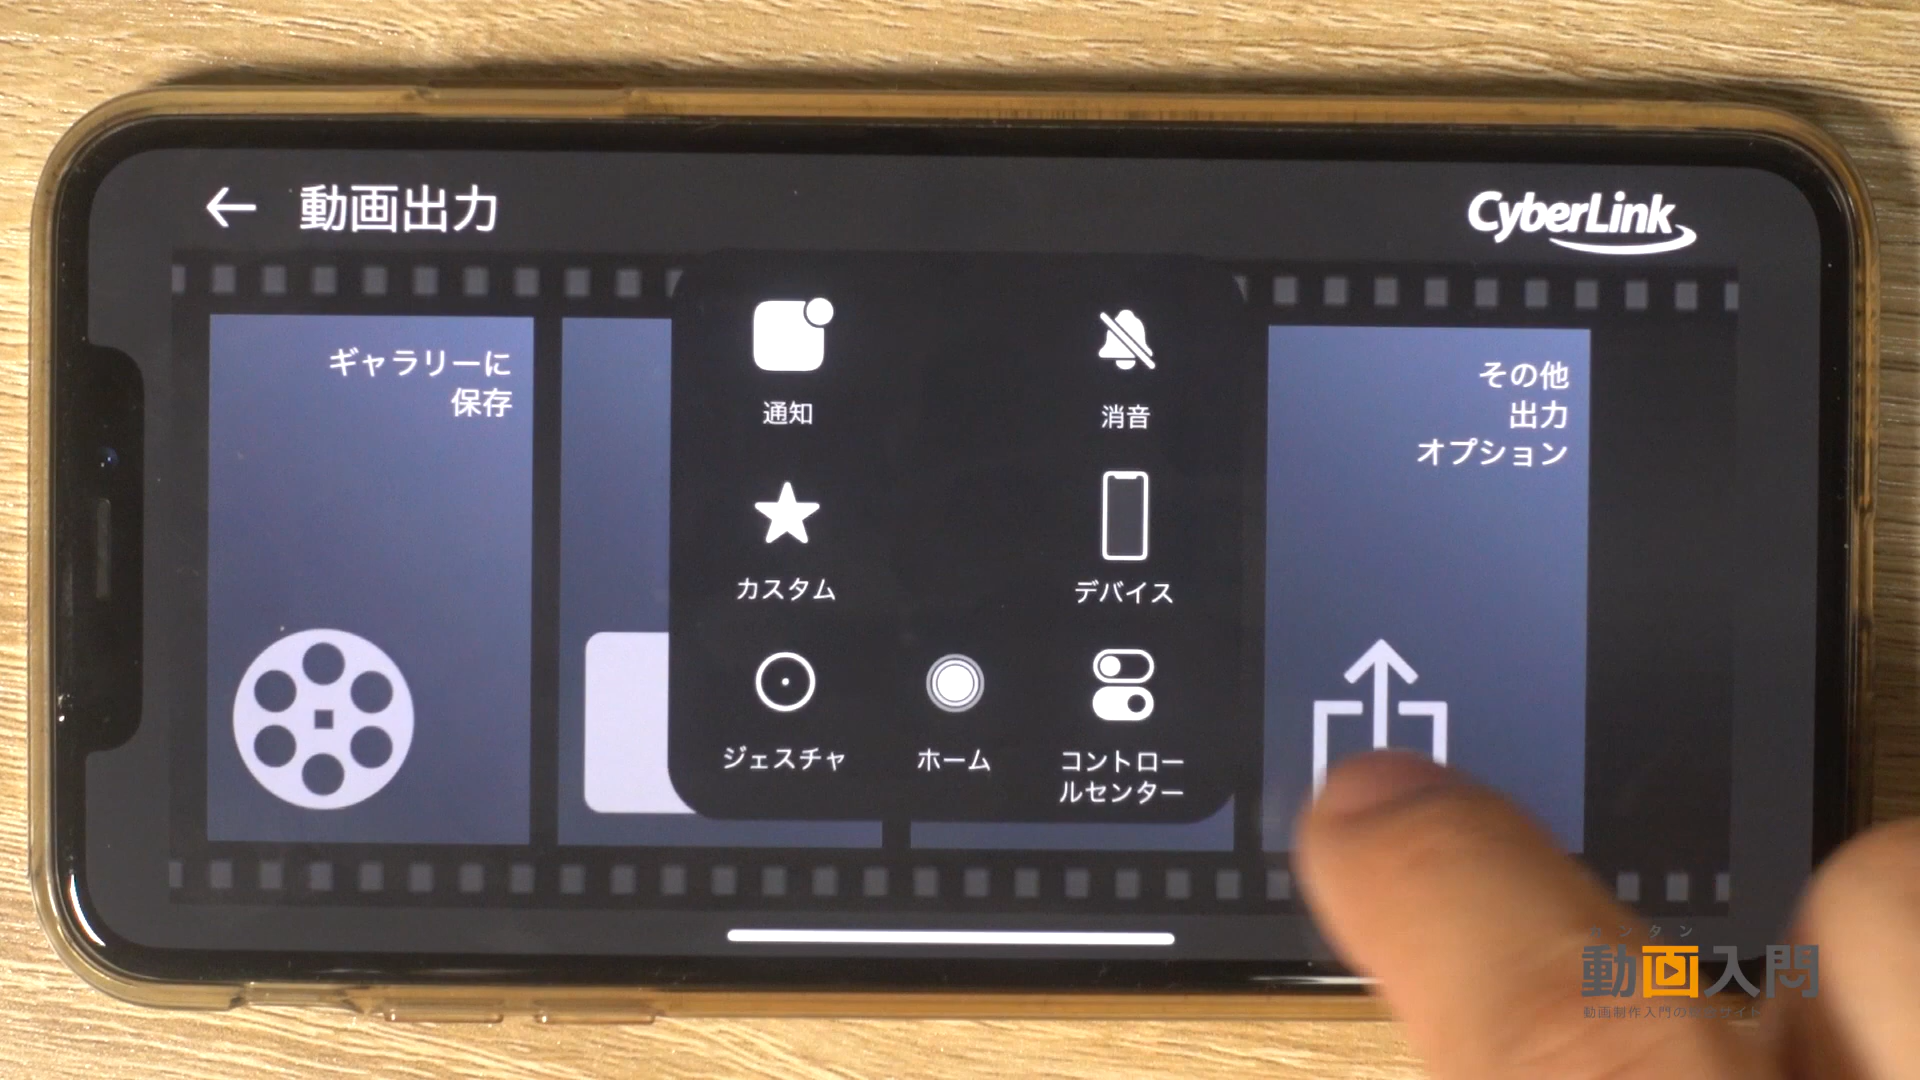 動画出力
CyberLink
ギャラリーに
保存
通知
消音
カスタム
デバイス
ジェスチャ
ホーム
コントロー
ルセンター
その他
出力
オプション
カンタン
動画入門